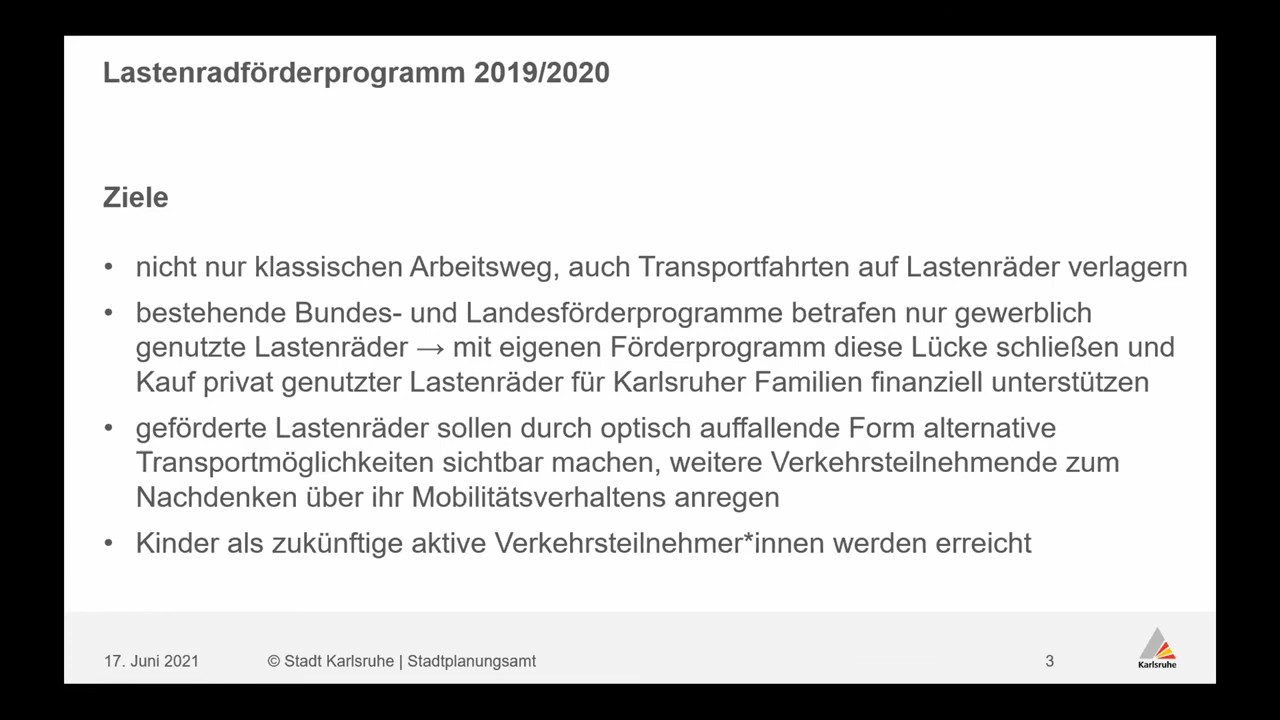 Lastenradförderprogramm 2019/2020
Ziele
• nicht nur klassischen Arbeitsweg, auch Transportfahrten auf Lastenräder verlagern
• bestehende Bundes- und Landesförderprogramme betrafen nur gewerblich
genutzte Lastenräder → mit eigenen Förderprogramm diese Lücke schließen und
Kauf privat genutzter Lastenräder für Karlsruher Familien finanziell unterstützen
• geförderte Lastenräder sollen durch optisch auffallende Form alternative
Transportmöglichkeiten sichtbar machen, weitere Verkehrsteilnehmende zum
Nachdenken über ihr Mobilitätsverhaltens anregen
• Kinder als zukünftige aktive Verkehrsteilnehmer*innen werden erreicht
17. Juni 2021 © Stadt Karlsruhe | Stadtplanungsamt 3
Karlsruhe